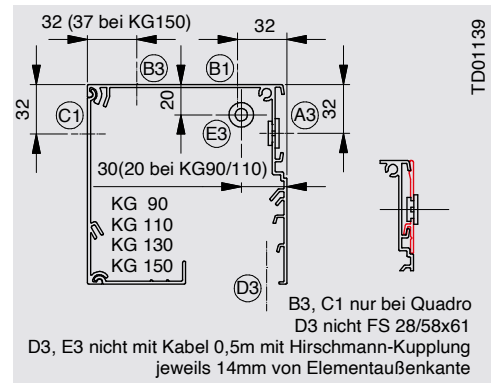 32 (37 bei KG150)
32
TD01139
B3
B1
32
C1
20
E3
A3
32
30(20 bei KG90/110)
KG 90
KG 110
KG 130
KG 150
D3
B3, C1 nur bei Quadro
D3 nicht FS 28/58x61
D3, E3 nicht mit Kabel 0,5m mit Hirschmann-Kupplung
jeweils 14mm von Elementaußenkante